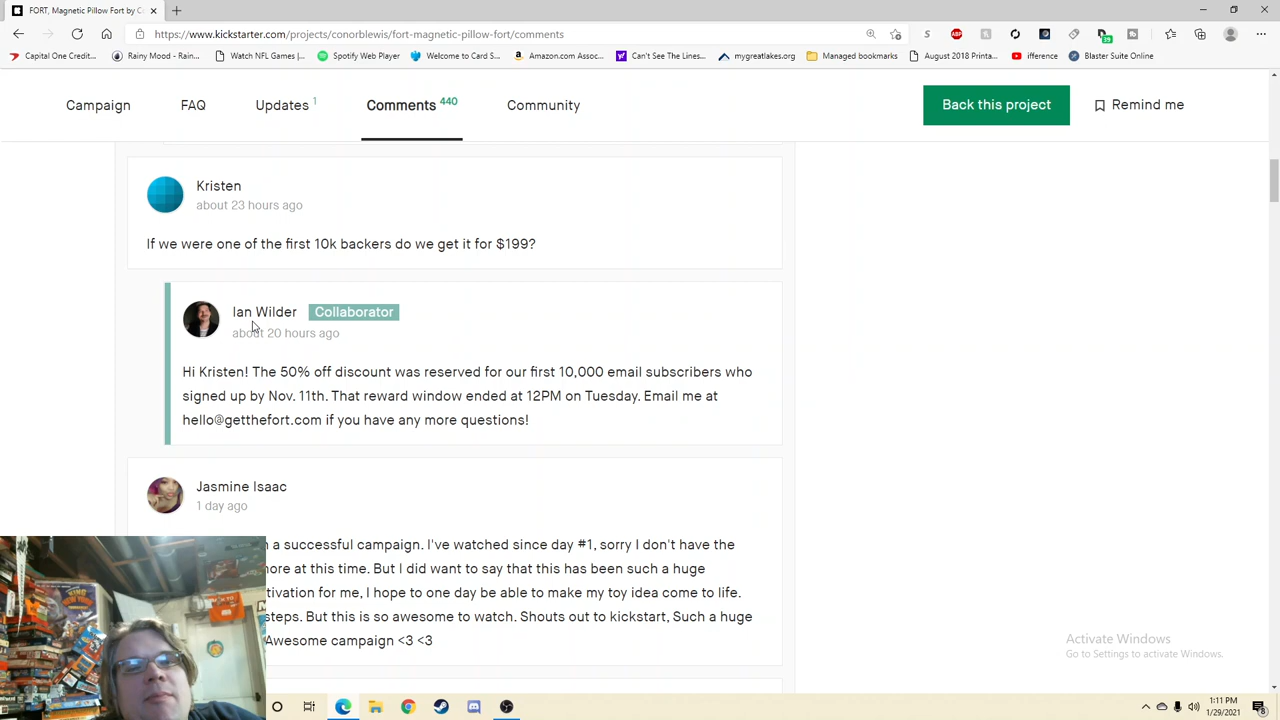 FORT, Magnetic Pillow Fort by C
https://www.kickstarter.com/projects/conorblewis/fort-magnetic-pillow-fort/comments
Capital One Credit...
Rainy Mood - Rain...
Watch NFL Games |...
Spotify Web Player
Welcome to Card S...
Amazon.com Assoc...
Can't See The Lines...
mygreatlakes.org
Managed bookmarks
August 2018 Printa...
ifference
Blaster Suite Online
Campaign
FAQ
Updates 1
Comments 440
Community
Back this project
Remind me
Kristen
about 23 hours ago
If we were one of the first 10k backers do we get it for $199?
Ian Wilder Collaborator
about 20 hours ago
Hi Kristen! The 50% off discount was reserved for our first 10,000 email subscribers who
signed up by Nov. 11th. That reward window ended at 12PM on Tuesday. Email me at
hello@getthefort.com if you have any more questions!
Jasmine Isaac
1 day ago
a successful campaign. I've watched since day #1, sorry I don't have the
ore at this time. But I did want to say that this has been such a huge
tivation for me, I hope to one day be able to make my toy idea come to life.
steps. But this is so awesome to watch. Shouts out to kickstart, Such a huge
Awesome campaign <3 <3
Activate Windows
Go to Settings to activate Windows.
1:11 PM
1/29/2021